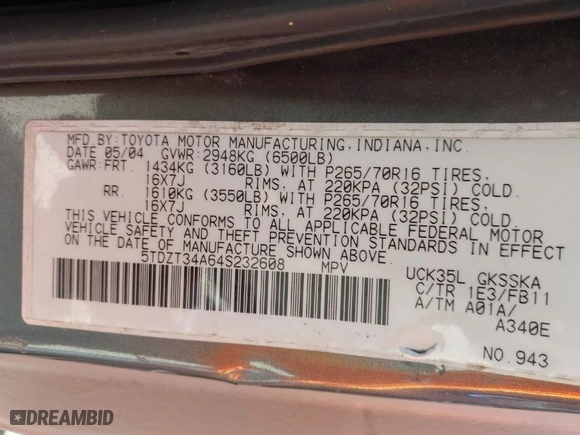 MFD.BY:TOYOTA MOTOR MANUFACTURING,INDIANA,INC.
DATE 05/04 GVWR:2948KG (6500LB)
GAWR:FRT. 1434KG (3160LB) WITH P265/70R16 TIRES.
16X7J RIMS. AT 220KPA (32PSI) COLD.
RR. 1610KG (3550LB) WITH P265/70R16 TIRES.
16X7J RIMS. AT 220KPA (32PSI) COLD.
THIS VEHICLE CONFORMS TO ALL APPLICABLE FEDERAL MOTOR
VEHICLE SAFETY AND THEFT PREVENTION STANDARDS IN EFFECT
ON THE DATE OF MANUFACTURE SHOWN ABOVE.
5TDZT34A64S232608 MPV
UCK35L GKSSKA
C/TR 1E3/FB11
A/TM A01A/
A340E
NO.943
DREAMBID